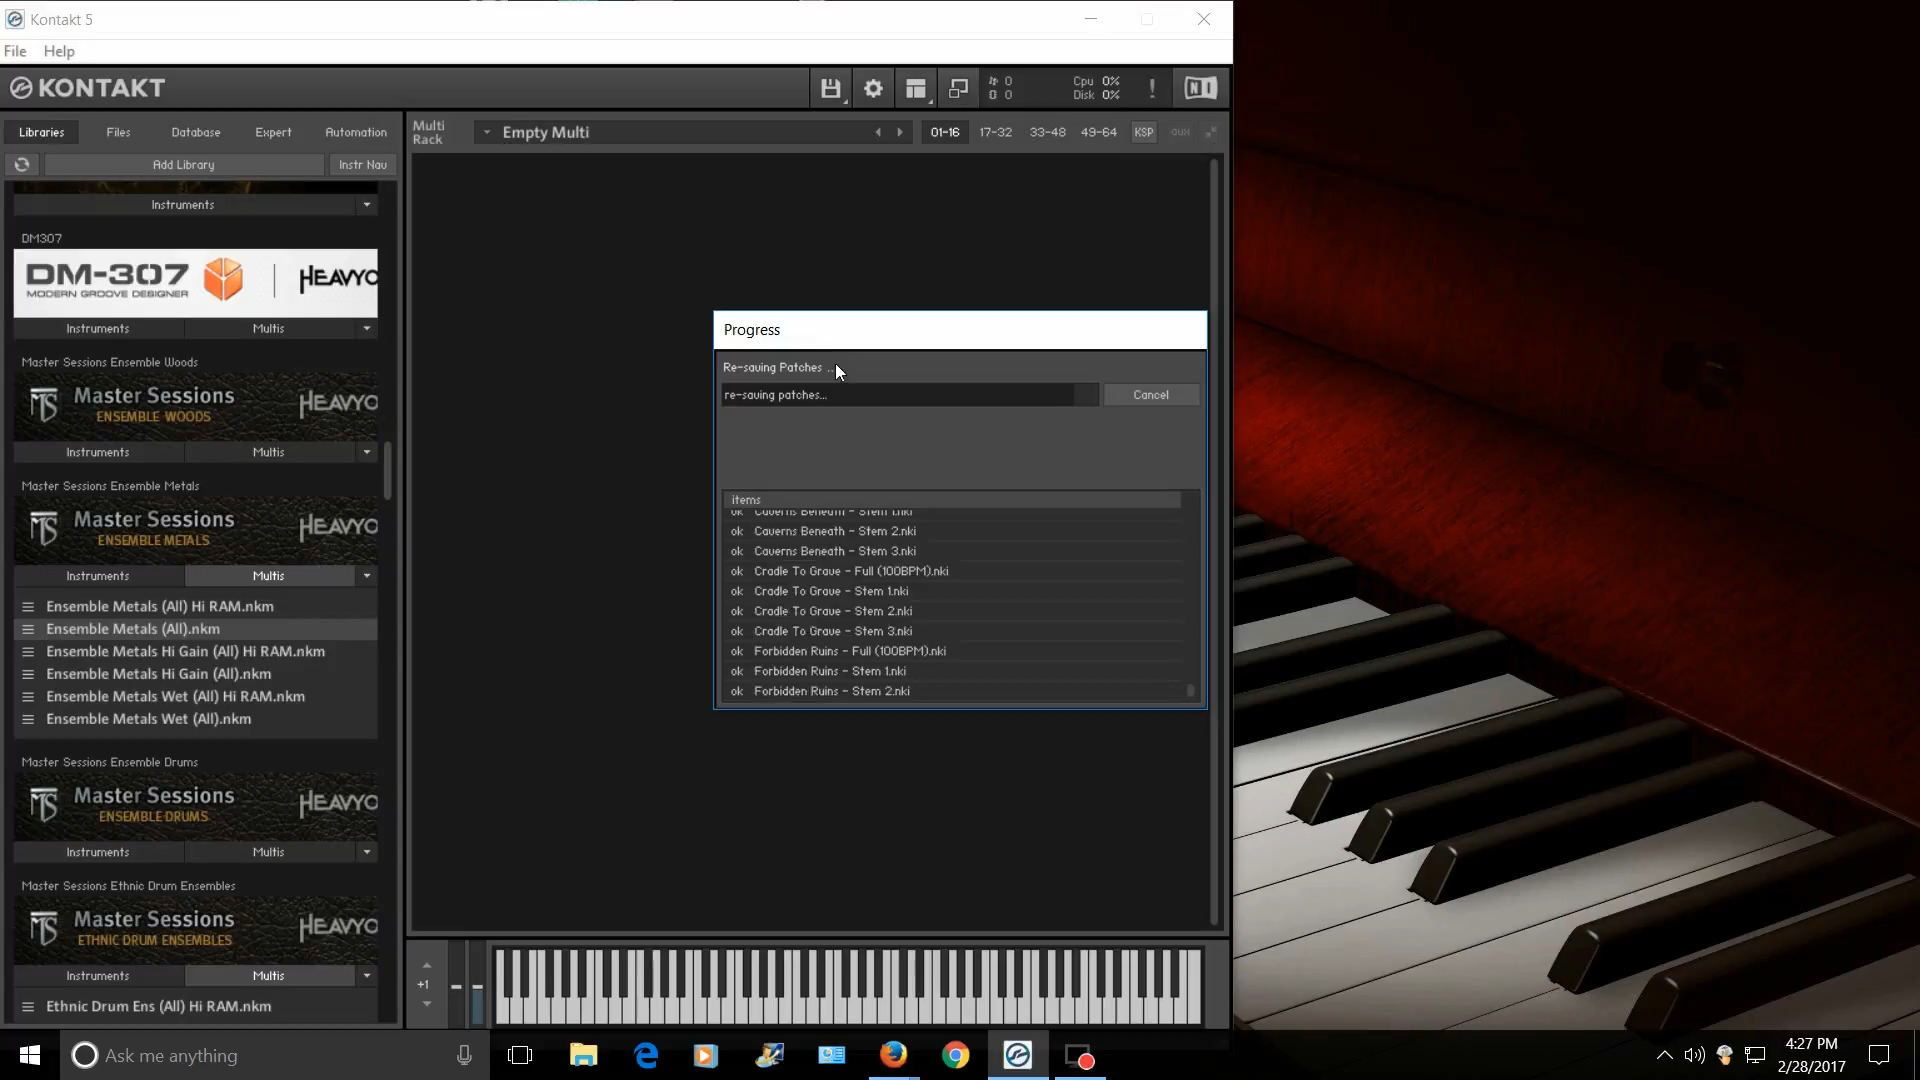 Kontakt 5
File Help
KONTAKT
0
0
Cpu 0%
Disk 0%
!
Libraries Files Database Expert Automation
Add Library Instr Nav
Multi
Rack
Empty Multi
01-16 17-32 33-48 49-64 KSP aux
Instruments
DM307
DM-307
MODERN GROOVE DESIGNER
HEAVYO
Instruments Multis
Master Sessions Ensemble Woods
Master Sessions
ENSEMBLE WOODS
HEAVYO
Instruments Multis
Master Sessions Ensemble Metals
Master Sessions
ENSEMBLE METALS
HEAVYO
Instruments Multis
Ensemble Metals (All) Hi RAM.nkm
Ensemble Metals (All).nkm
Ensemble Metals Hi Gain (All) Hi RAM.nkm
Ensemble Metals Hi Gain (All).nkm
Ensemble Metals Wet (All) Hi RAM.nkm
Ensemble Metals Wet (All).nkm
Master Sessions Ensemble Drums
Master Sessions
ENSEMBLE DRUMS
HEAVYO
Instruments Multis
Master Sessions Ethnic Drum Ensembles
Master Sessions
ETHNIC DRUM ENSEMBLES
HEAVYO
Instruments Multis
Ethnic Drum Ens (All) Hi RAM.nkm
Progress
Re-saving Patches ...
re-saving patches...
Cancel
items
ok Caverns Beneath - Stem 1.nki
ok Caverns Beneath - Stem 2.nki
ok Caverns Beneath - Stem 3.nki
ok Cradle To Grave - Full (100BPM).nki
ok Cradle To Grave - Stem 1.nki
ok Cradle To Grave - Stem 2.nki
ok Cradle To Grave - Stem 3.nki
ok Forbidden Ruins - Full (100BPM).nki
ok Forbidden Ruins - Stem 1.nki
ok Forbidden Ruins - Stem 2.nki
+1
Ask me anything
4:27 PM
2/28/2017